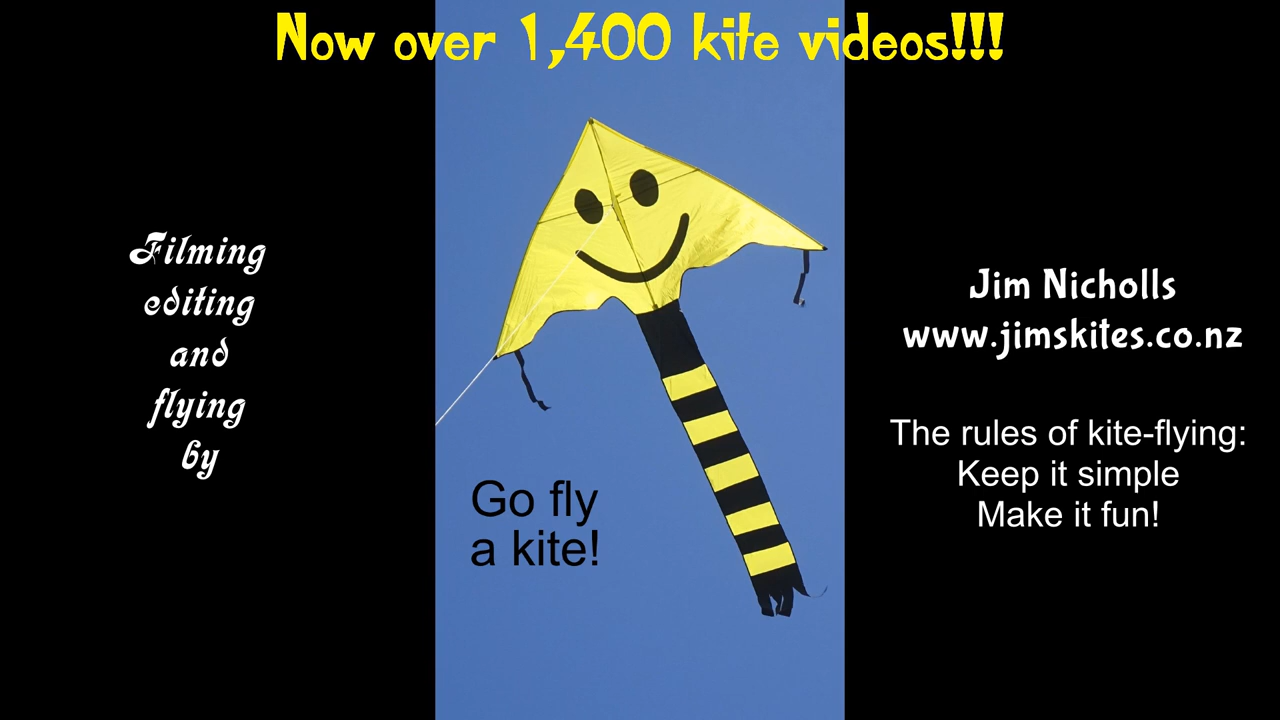 Now over 1,400 kite videos!!!
Filming
editing
and
flying
by
Go fly
a kite!
Jim Nicholls
www.jimskites.co.nz
The rules of kite-flying:
Keep it simple
Make it fun!